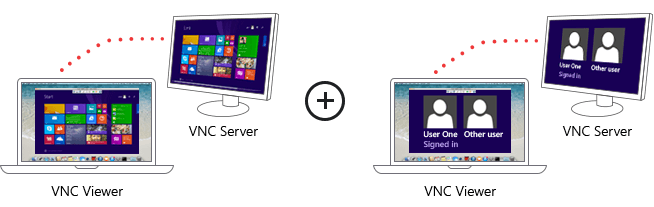 Start
VNC Server
VNC Viewer
User One
Other user
Signed in
VNC Server
User One
Other user
Signed in
VNC Viewer